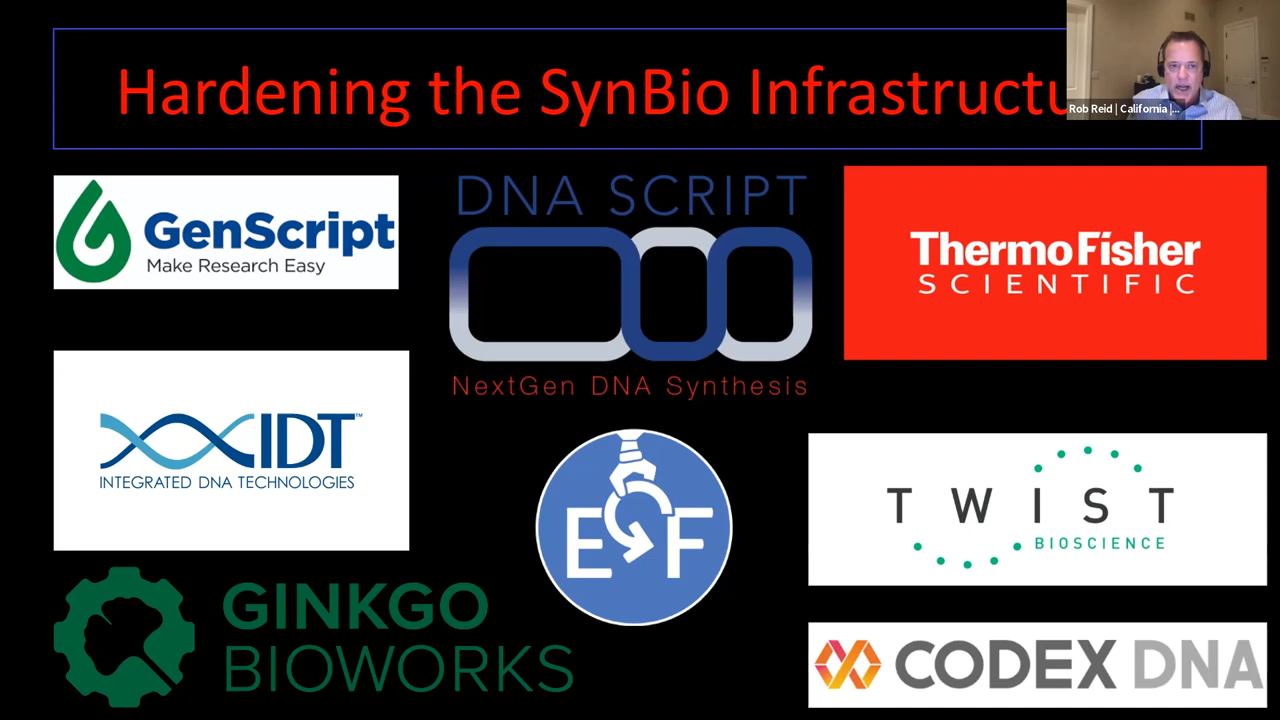 Hardening the SynBio Infrastructu
Rob Reid | California |...
GenScript
Make Research Easy
DNA SCRIPT
NextGen DNA Synthesis
ThermoFisher
SCIENTIFIC
IDT™
INTEGRATED DNA TECHNOLOGIES
EGF
TWIST
BIOSCIENCE
GINKGO
BIOWORKS
CODEX DNA